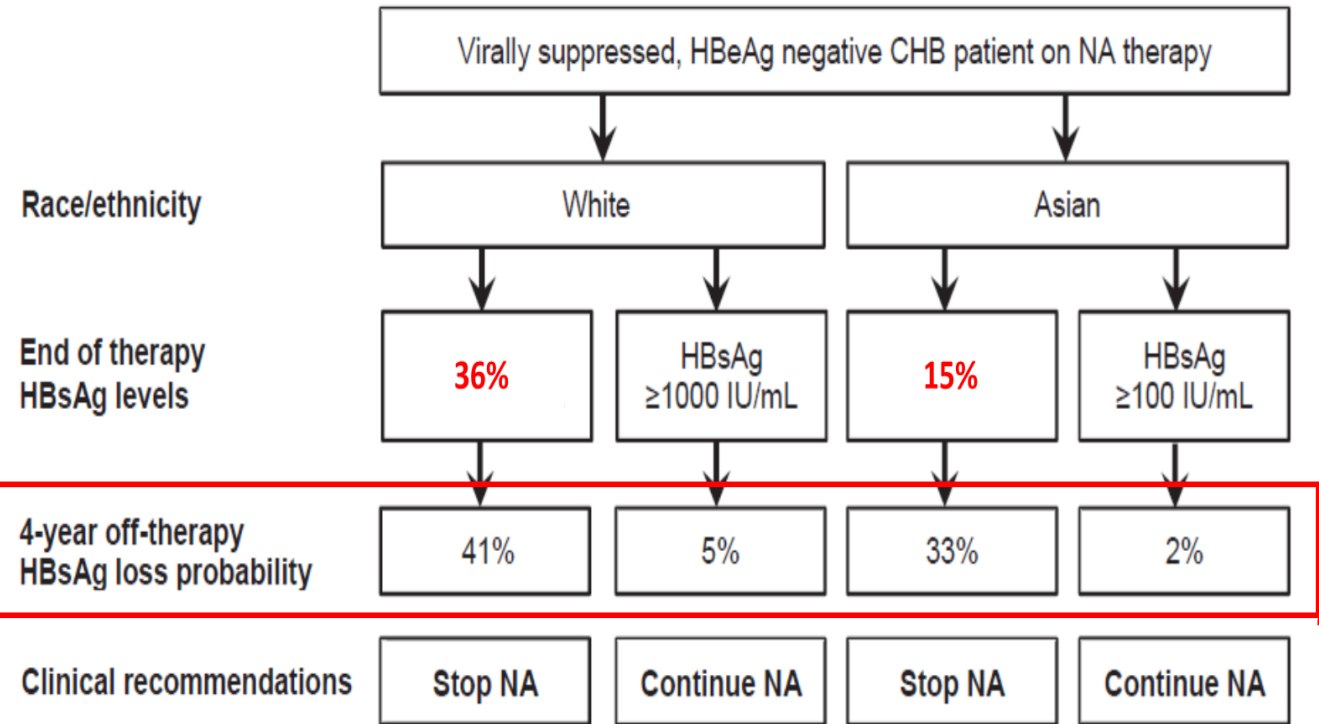 Virally suppressed, HBeAg negative CHB patient on NA therapy
Race/ethnicity
White
Asian
End of therapy
HBsAg levels
36%
HBsAg
≥1000 IU/mL
15%
HBsAg
≥100 IU/mL
4-year off-therapy
HBsAg loss probability
41%
5%
33%
2%
Clinical recommendations
Stop NA
Continue NA
Stop NA
Continue NA